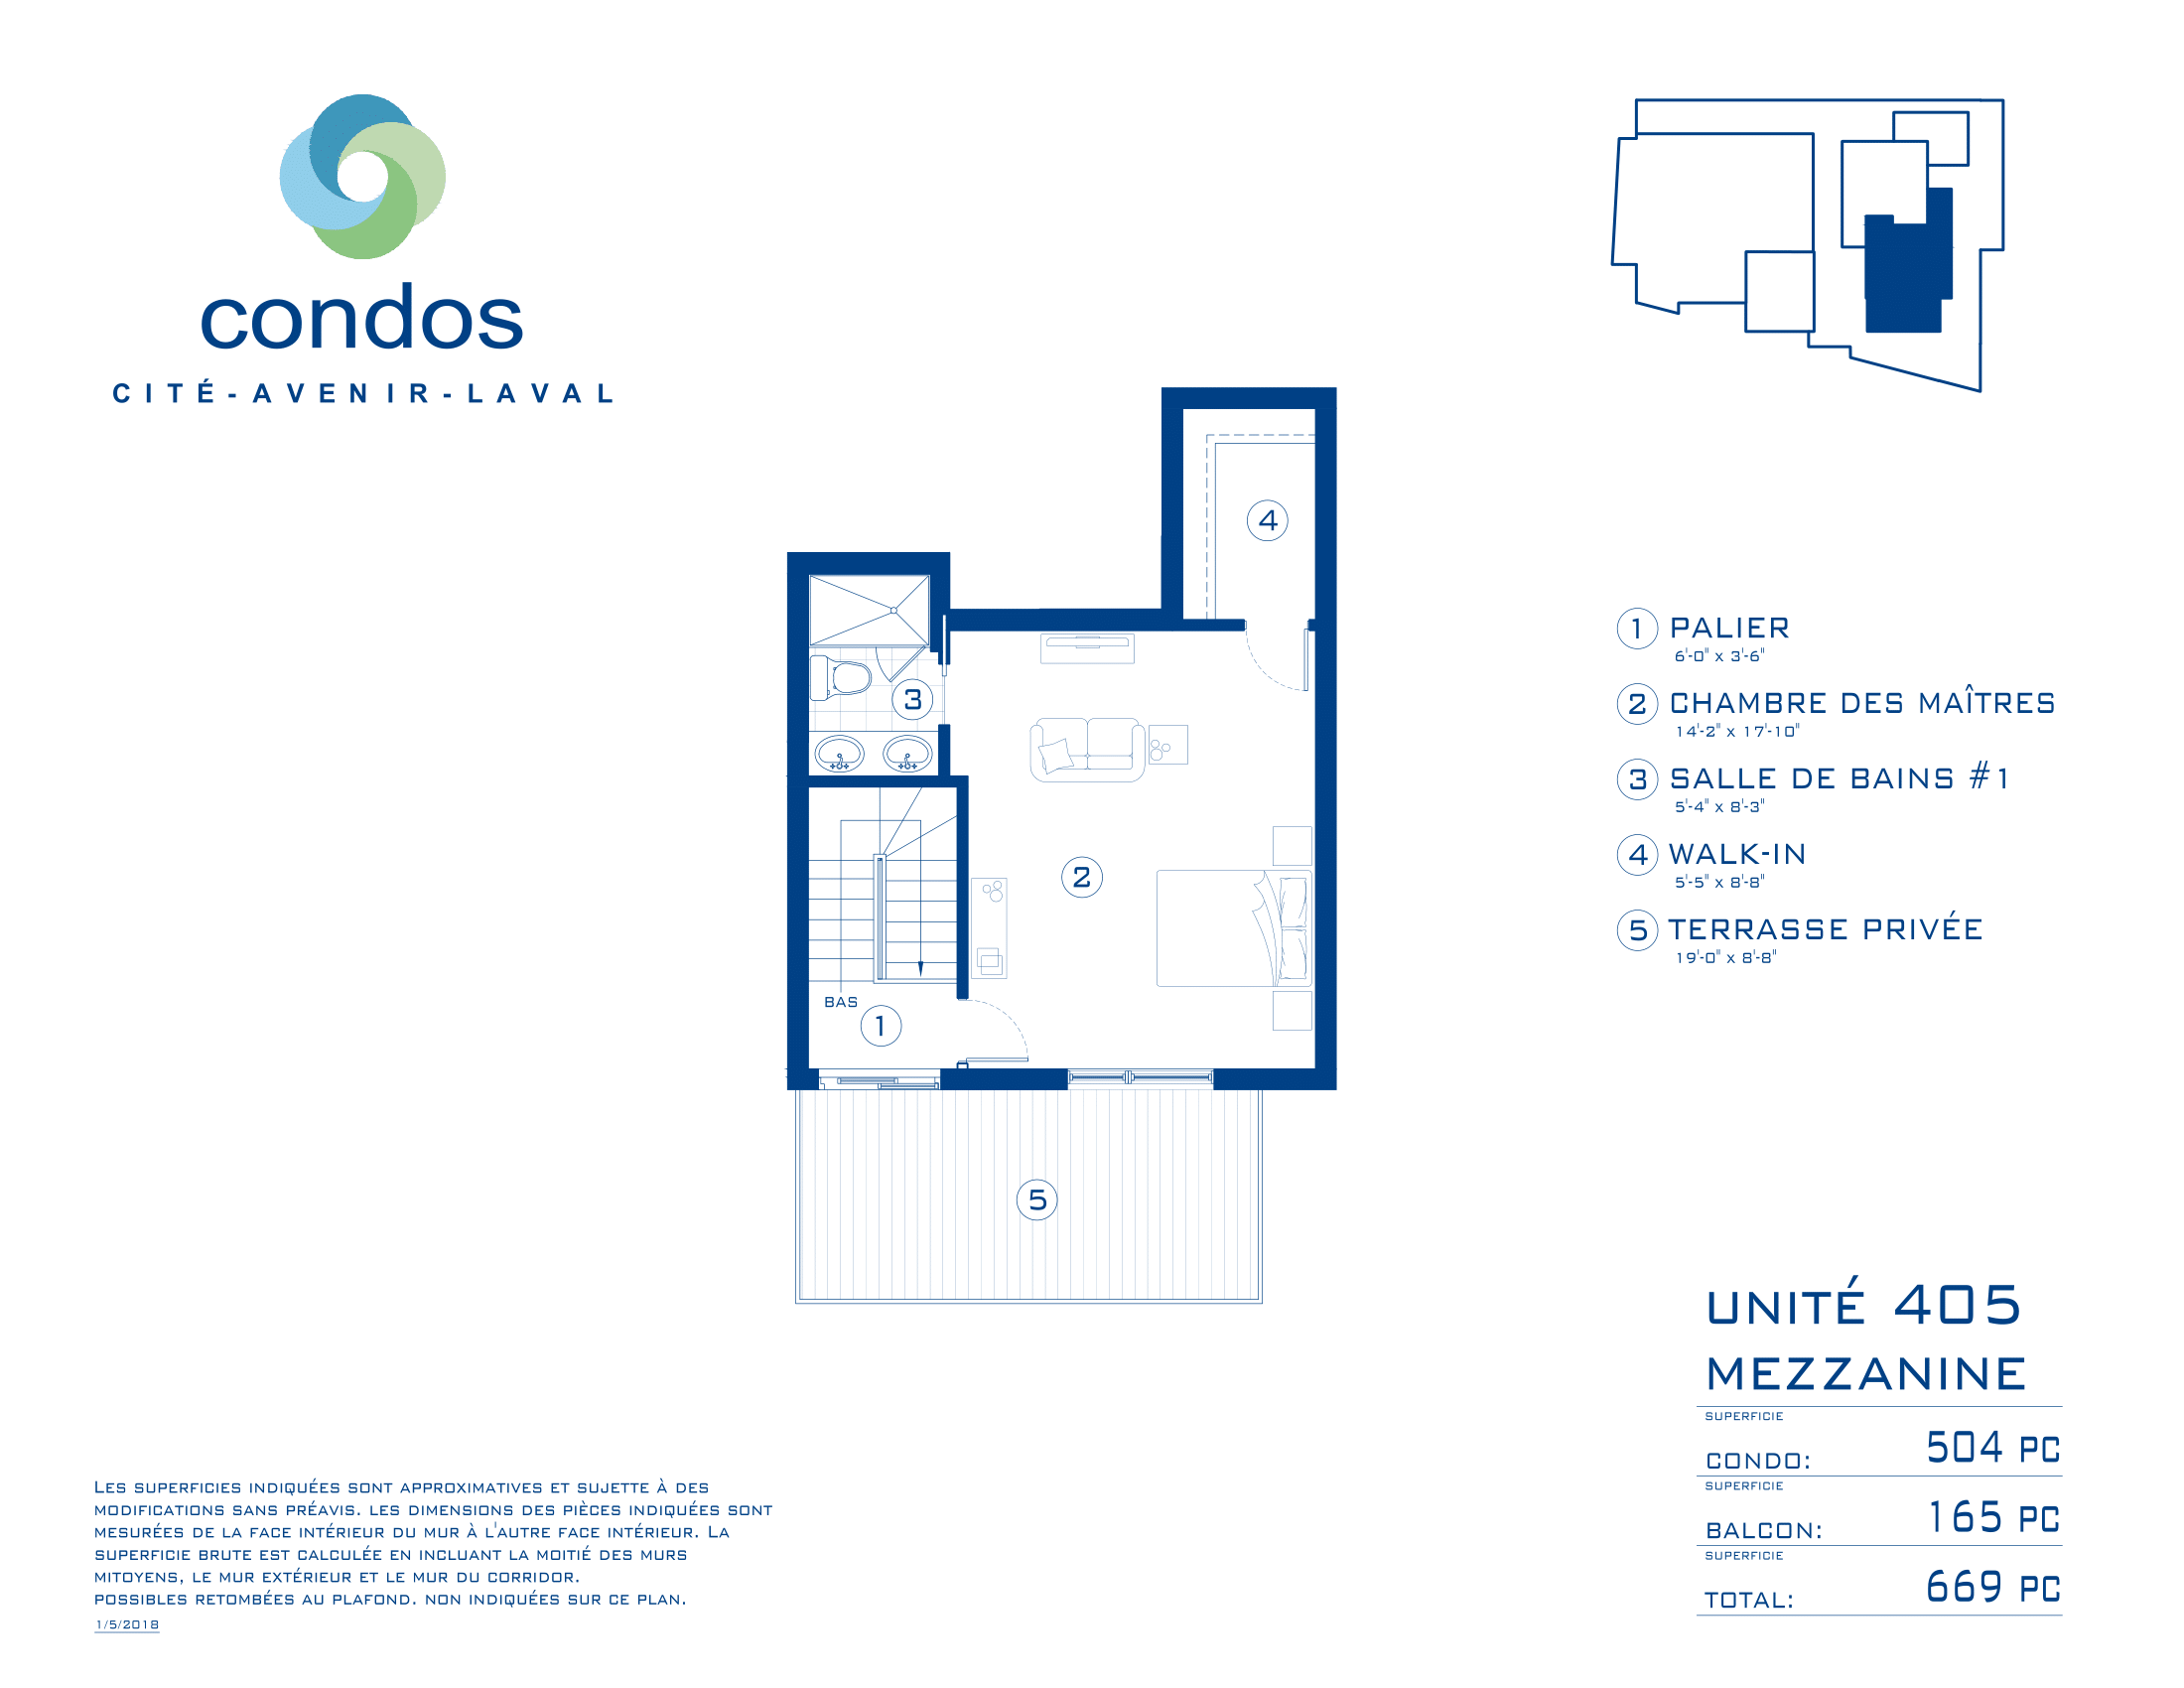 condos
CITÉ-AVENIR-LAVAL
4
3
2
BAS
1
5
1 PALIER
6'-0" x 3'-6"
2 CHAMBRE DES MAÎTRES
14'-2" x 17'-10"
3 SALLE DE BAINS #1
5'-4" x 8'-3"
4 WALK-IN
5'-5" x 8'-8"
5 TERRASSE PRIVÉE
19'-0" x 8'-8"
UNITÉ 405
MEZZANINE
SUPERFICIE
CONDO: 504 PC
SUPERFICIE
BALCON: 165 PC
SUPERFICIE
TOTAL: 669 PC
LES SUPERFICIES INDIQUÉES SONT APPROXIMATIVES ET SUJETTE À DES
MODIFICATIONS SANS PRÉAVIS. LES DIMENSIONS DES PIÈCES INDIQUÉES SONT
MESURÉES DE LA FACE INTÉRIEUR DU MUR À L'AUTRE FACE INTÉRIEUR. LA
SUPERFICIE BRUTE EST CALCULÉE EN INCLUANT LA MOITIÉ DES MURS
MITOYENS, LE MUR EXTÉRIEUR ET LE MUR DU CORRIDOR.
POSSIBLES RETOMBÉES AU PLAFOND. NON INDIQUÉES SUR CE PLAN.
1/5/2018